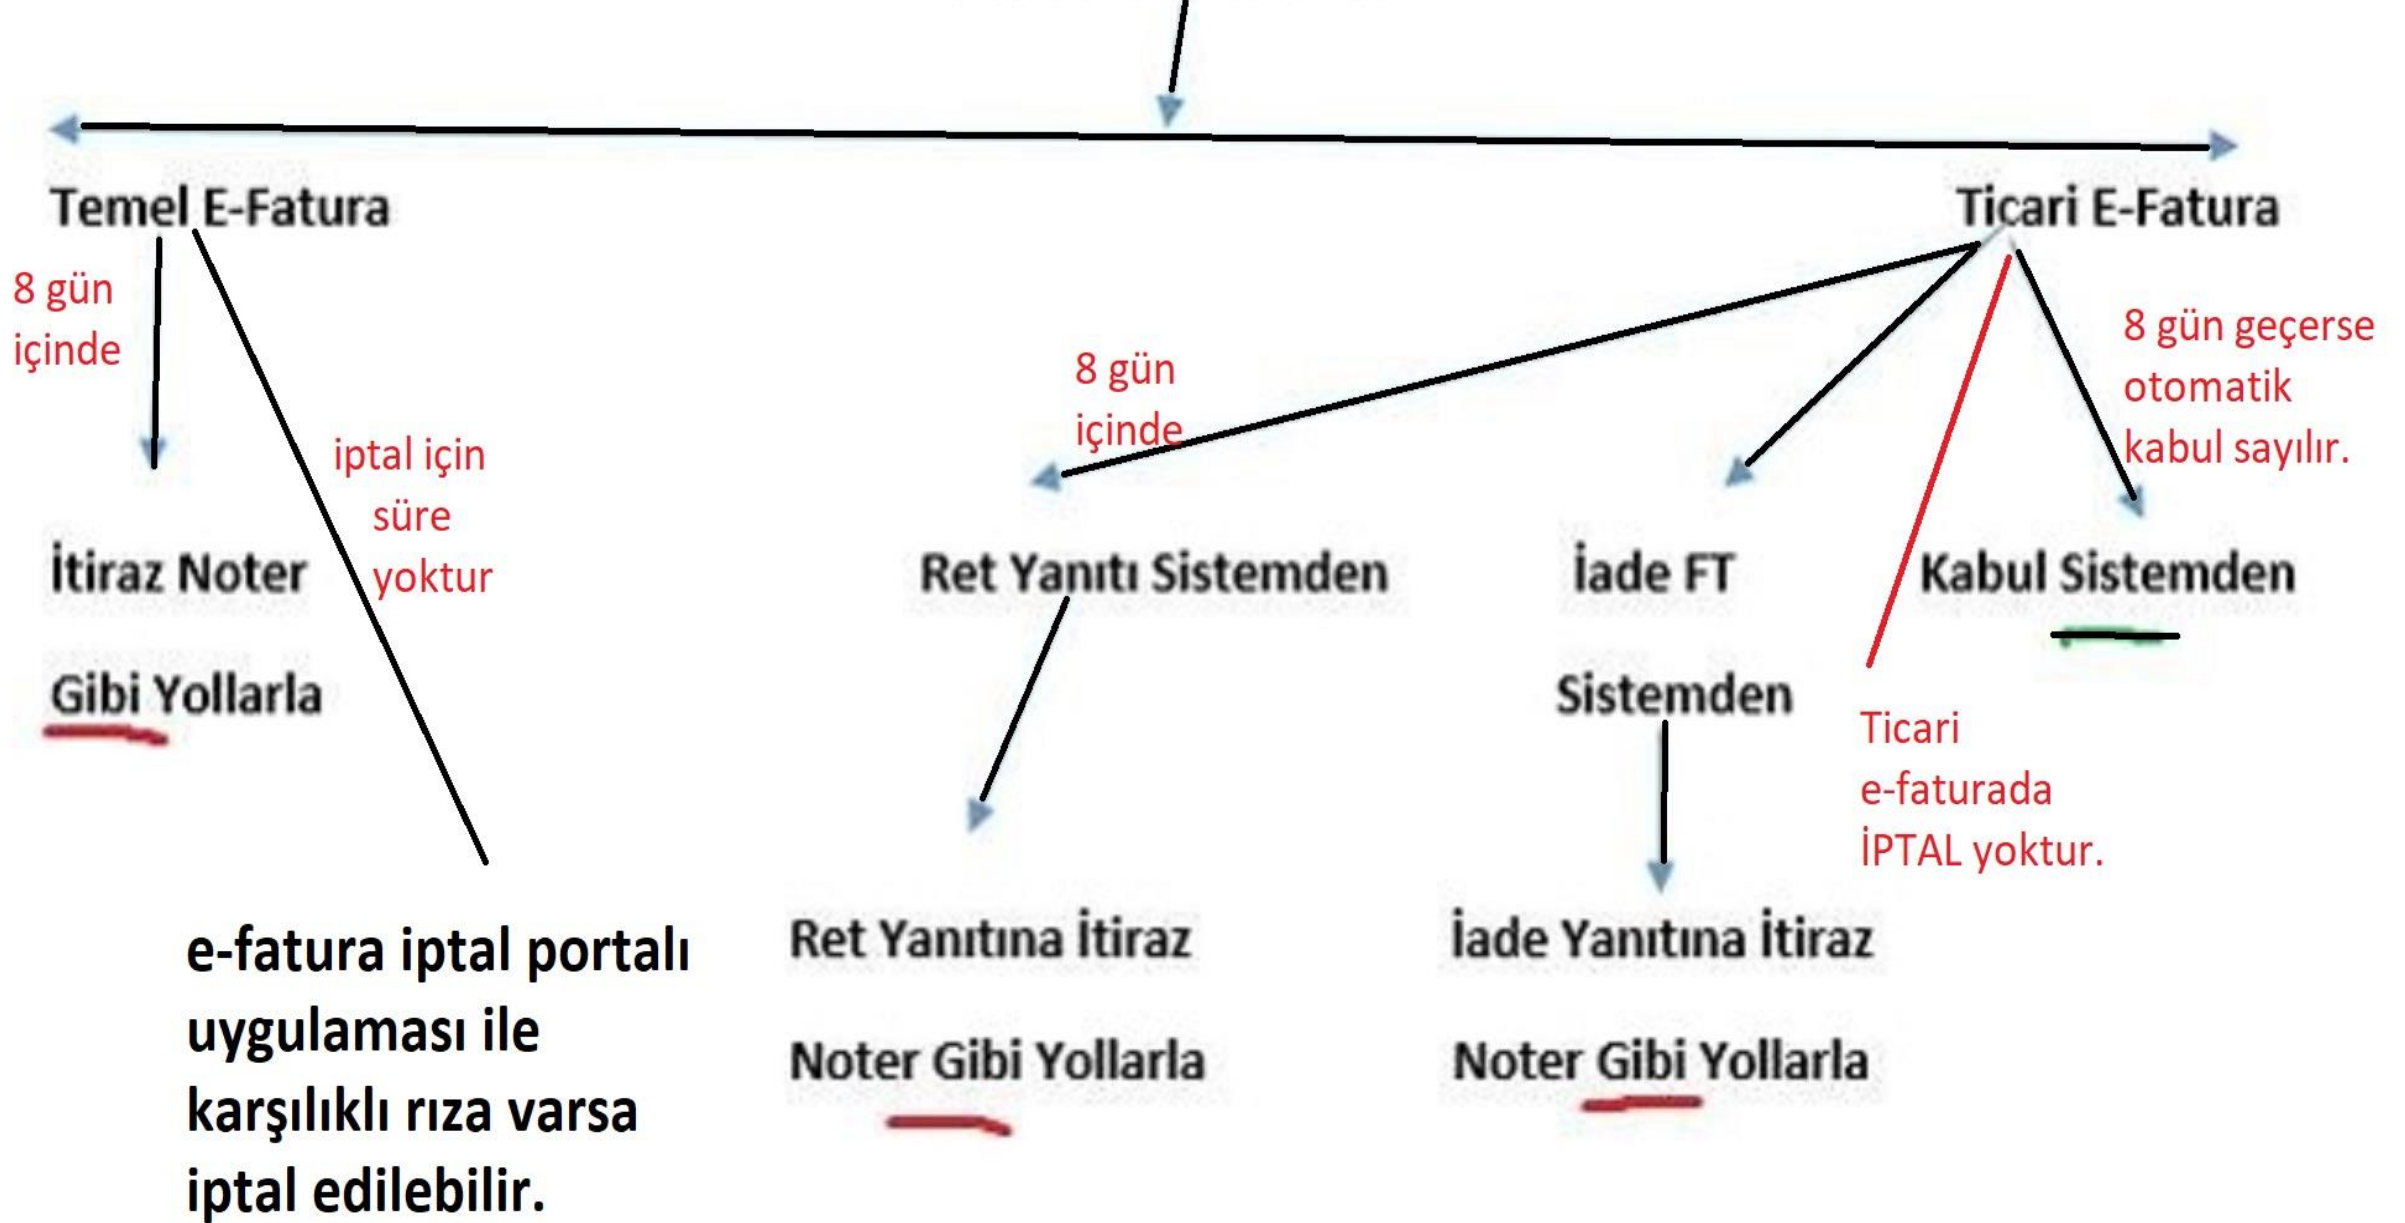 Temel E-Fatura
Ticari E-Fatura
8 gün
içinde
8 gün
içinde
8 gün geçerse
otomatik
kabul sayılır.
iptal için
süre
yoktur
İtiraz Noter
Gibi Yollarla
Ret Yanıtı Sistemden
İade FT
Sistemden
Kabul Sistemden
Ticari
e-faturada
İPTAL yoktur.
e-fatura iptal portalı
uygulaması ile
karşılıklı rıza varsa
iptal edilebilir.
Ret Yanıtına İtiraz
Noter Gibi Yollarla
İade Yanıtına İtiraz
Noter Gibi Yollarla